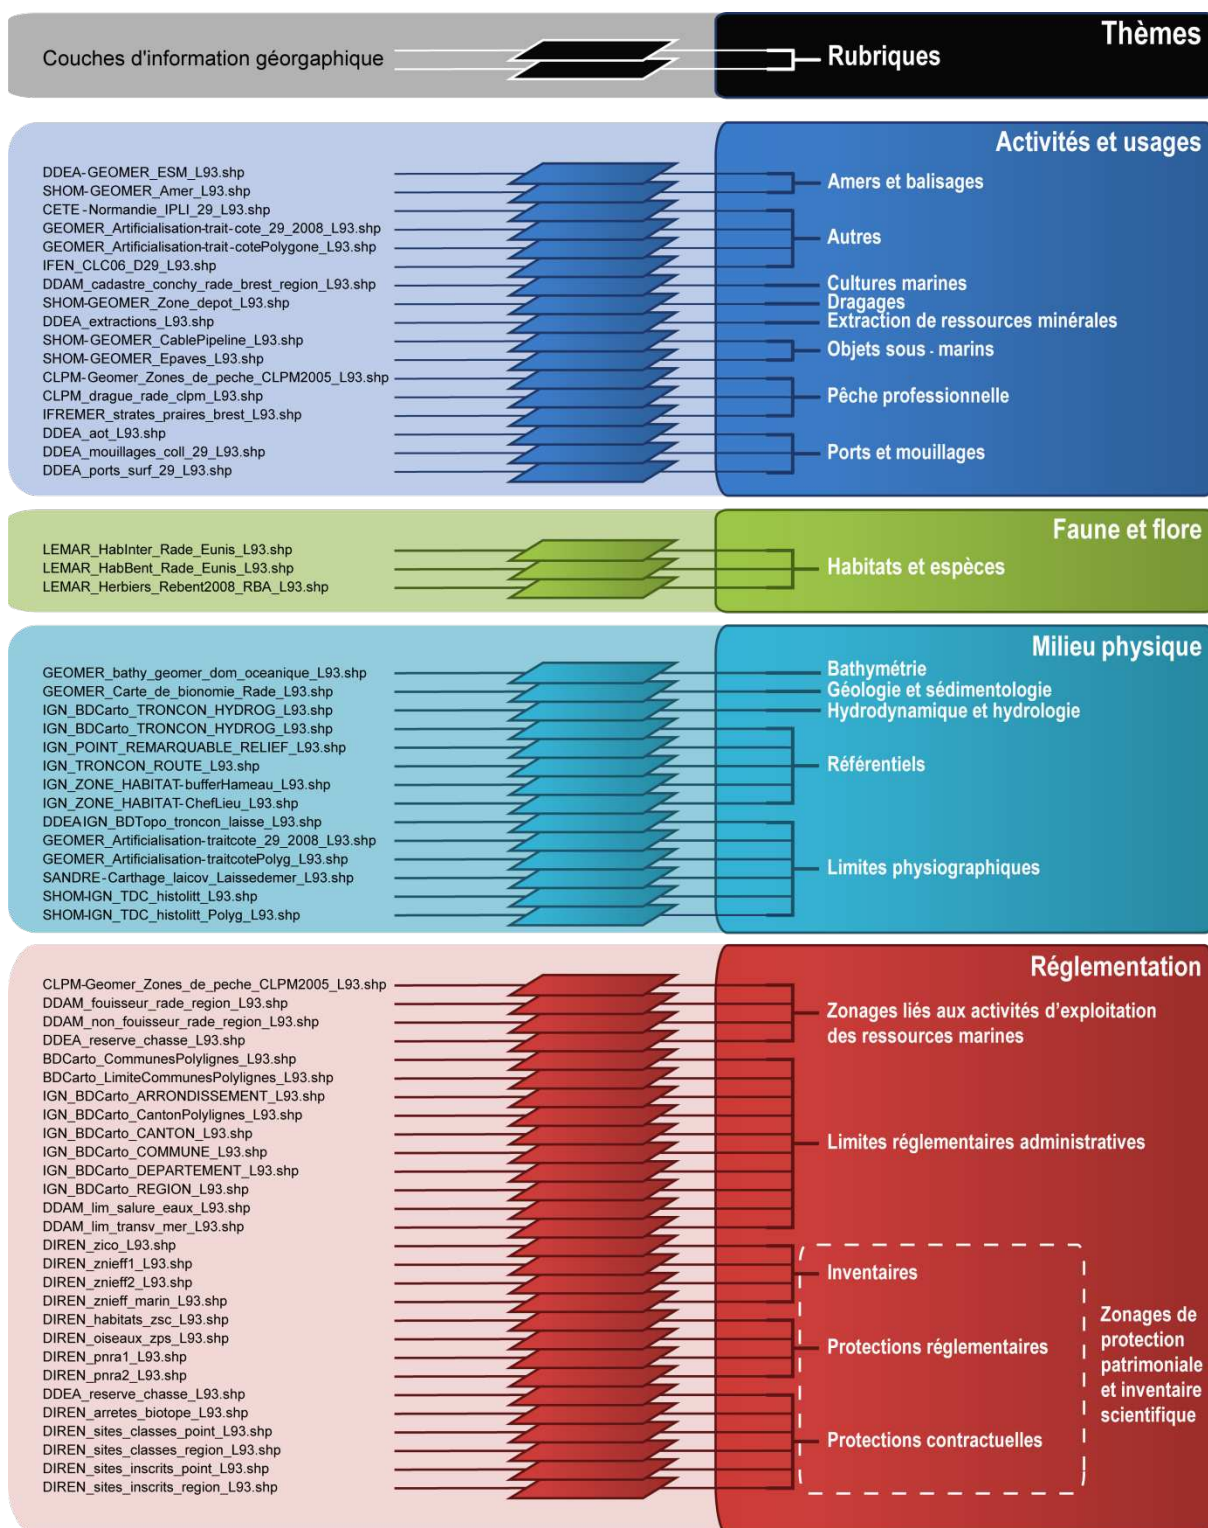 Thèmes
Couches d'information géorgaphique
Rubriques
Activités et usages
DDEA-GEOMER_ESM_L93.shp
SHOM-GEOMER_Amer_L93.shp
Amers et balisages
CETE-Normandie_IPLI_29_L93.shp
GEOMER_Artificialisation-trait-cote_29_2008_L93.shp
GEOMER_Artificialisation-trait-cotePolygone_L93.shp
IFEN_CLC06_D29_L93.shp
Autres
DDAM_cadastre_conchy_rade_brest_region_L93.shp
Cultures marines
SHOM-GEOMER_Zone_depot_L93.shp
Dragages
DDEA_extractions_L93.shp
Extraction de ressources minérales
SHOM-GEOMER_CablePipeline_L93.shp
SHOM-GEOMER_Epaves_L93.shp
Objets sous - marins
CLPM-Geomer_Zones_de_peche_CLPM2005_L93.shp
CLPM_drague_rade_clpm_L93.shp
IFREMER_strates_praires_brest_L93.shp
Pêche professionnelle
DDEA_aot_L93.shp
DDEA_mouillages_coll_29_L93.shp
DDEA_ports_surf_29_L93.shp
Ports et mouillages
Faune et flore
LEMAR_HabInter_Rade_Eunis_L93.shp
LEMAR_HabBent_Rade_Eunis_L93.shp
LEMAR_Herbiers_Rebent2008_RBA_L93.shp
Habitats et espèces
Milieu physique
GEOMER_bathy_geomer_dom_oceanique_L93.shp
Bathymétrie
GEOMER_Carte_de_bionomie_Rade_L93.shp
Géologie et sédimentologie
IGN_BDCarto_TRONCON_HYDROG_L93.shp
Hydrodynamique et hydrologie
IGN_BDCarto_TRONCON_HYDROG_L93.shp
IGN_POINT_REMARQUABLE_RELIEF_L93.shp
IGN_TRONCON_ROUTE_L93.shp
IGN_ZONE_HABITAT-bufferHameau_L93.shp
IGN_ZONE_HABITAT-ChefLieu_L93.shp
Référentiels
DDEAIGN_BDTopo_troncon_laisse_L93.shp
GEOMER_Artificialisation-traitcote_29_2008_L93.shp
GEOMER_Artificialisation-traitcotePolyg_L93.shp
SANDRE-Carthage_laicov_Laissedemer_L93.shp
SHOM-IGN_TDC_histolitt_L93.shp
SHOM-IGN_TDC_histolitt_Polyg_L93.shp
Limites physiographiques
Réglementation
CLPM-Geomer_Zones_de_peche_CLPM2005_L93.shp
DDAM_fouisseur_rade_region_L93.shp
DDAM_non_fouisseur_rade_region_L93.shp
DDEA_reserve_chasse_L93.shp
Zonages liés aux activités d'exploitation
des ressources marines
BDCarto_CommunesPolylignes_L93.shp
BDCarto_LimiteCommunesPolylignes_L93.shp
IGN_BDCarto_ARRONDISSEMENT_L93.shp
IGN_BDCarto_CantonPolylignes_L93.shp
IGN_BDCarto_CANTON_L93.shp
IGN_BDCarto_COMMUNE_L93.shp
IGN_BDCarto_DEPARTEMENT_L93.shp
IGN_BDCarto_REGION_L93.shp
DDAM_lim_salure_eaux_L93.shp
DDAM_lim_transv_mer_L93.shp
Limites réglementaires administratives
DIREN_zico_L93.shp
DIREN_znieff1_L93.shp
DIREN_znieff2_L93.shp
DIREN_znieff_marin_L93.shp
Inventaires
DIREN_habitats_zsc_L93.shp
DIREN_oiseaux_zps_L93.shp
DIREN_pnra1_L93.shp
DIREN_pnra2_L93.shp
Protections réglementaires
DDEA_reserve_chasse_L93.shp
DIREN_arretes_biotope_L93.shp
DIREN_sites_classes_point_L93.shp
DIREN_sites_classes_region_L93.shp
DIREN_sites_inscrits_point_L93.shp
DIREN_sites_inscrits_region_L93.shp
Protections contractuelles
Zonages de
protection
patrimoniale
et inventaire
scientifique